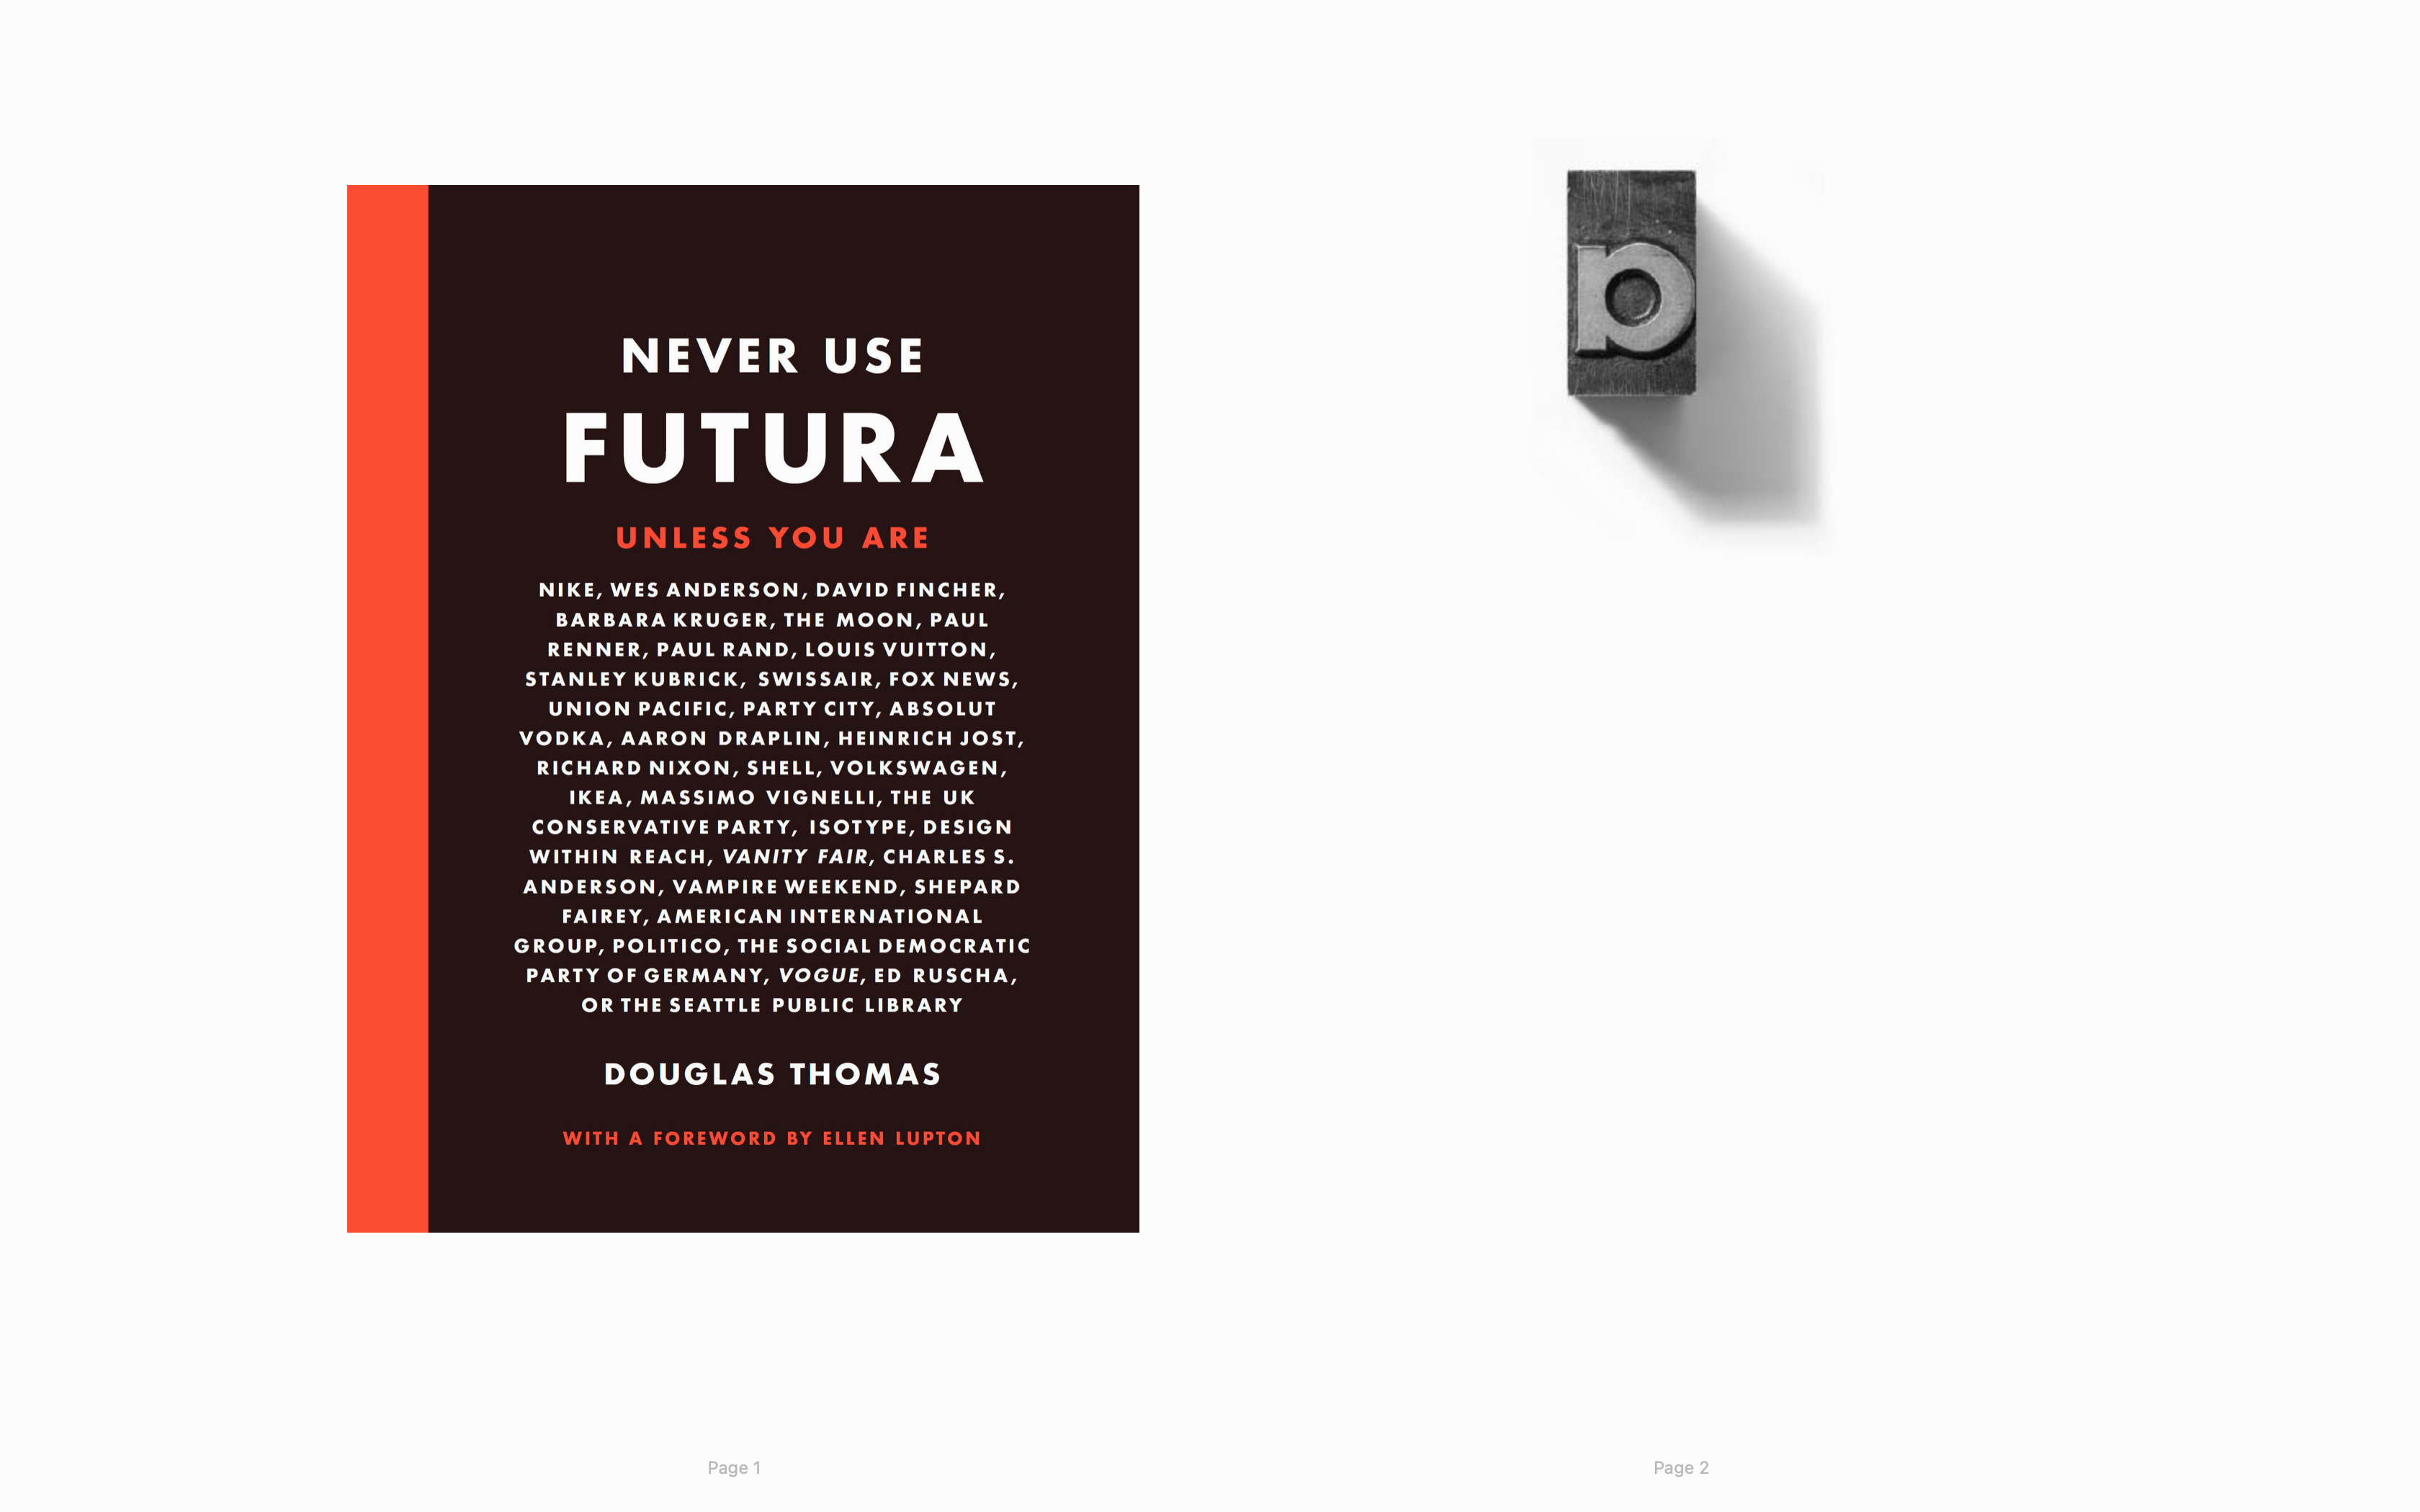 NEVER USE
FUTURA
UNLESS YOU ARE
NIKE, WES ANDERSON, DAVID FINCHER,
BARBARA KRUGER, THE MOON, PAUL
RENNER, PAUL RAND, LOUIS VUITTON,
STANLEY KUBRICK, SWISSAIR, FOX NEWS,
UNION PACIFIC, PARTY CITY, ABSOLUT
VODKA, AARON DRAPLIN, HEINRICH JOST,
RICHARD NIXON, SHELL, VOLKSWAGEN,
IKEA, MASSIMO VIGNELLI, THE UK
CONSERVATIVE PARTY, ISOTYPE, DESIGN
WITHIN REACH, VANITY FAIR, CHARLES S.
ANDERSON, VAMPIRE WEEKEND, SHEPARD
FAIREY, AMERICAN INTERNATIONAL
GROUP, POLITICO, THE SOCIAL DEMOCRATIC
PARTY OF GERMANY, VOGUE, ED RUSCHA,
OR THE SEATTLE PUBLIC LIBRARY
DOUGLAS THOMAS
WITH A FOREWORD BY ELLEN LUPTON
Page 1
a
Page 2